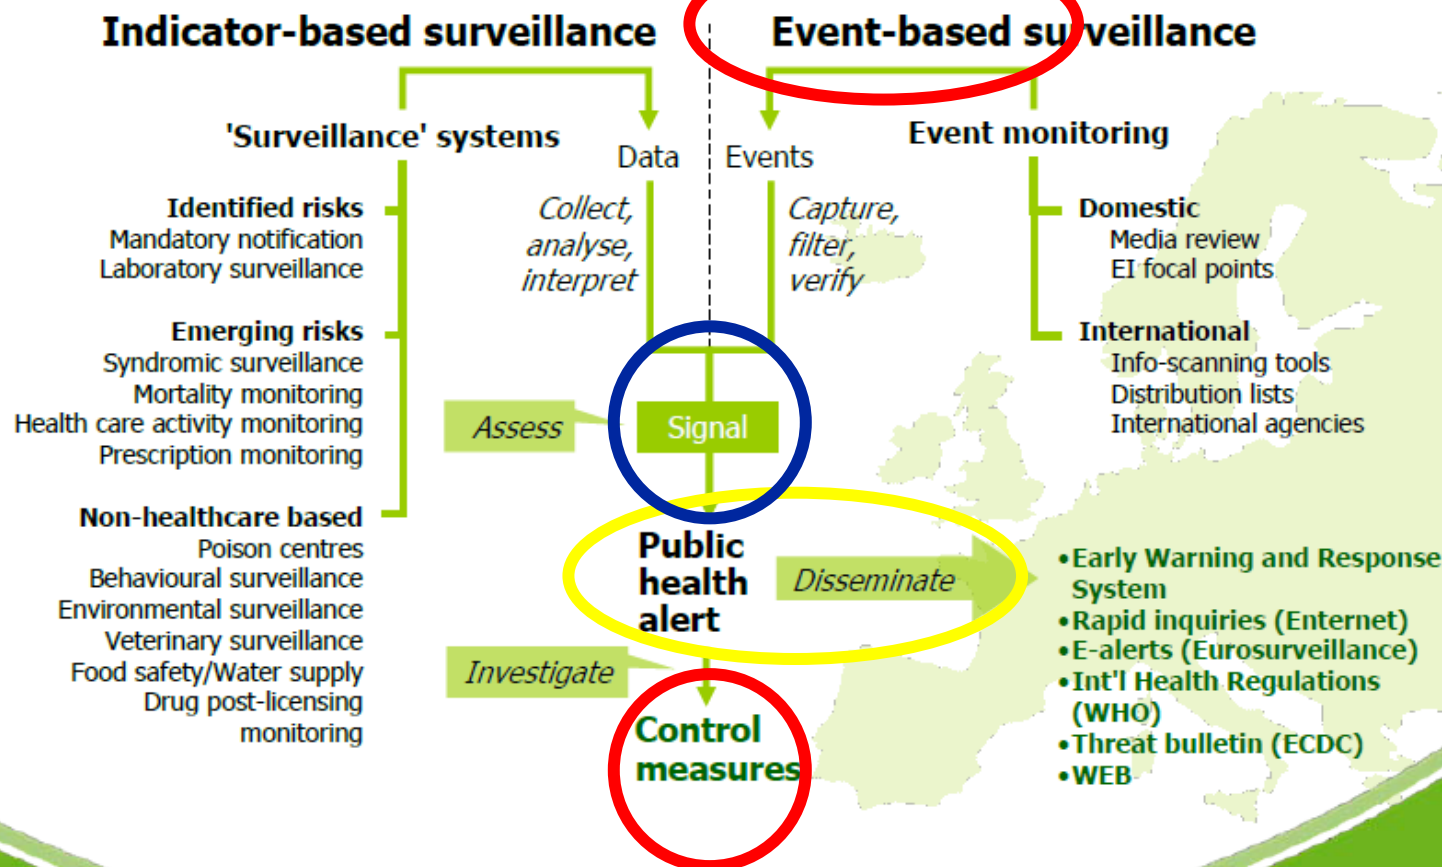 Indicator-based surveillance
Event-based surveillance
'Surveillance' systems
Data
Events
Event monitoring
Identified risks
Mandatory notification
Laboratory surveillance
Emerging risks
Syndromic surveillance
Mortality monitoring
Health care activity monitoring
Prescription monitoring
Non-healthcare based
Poison centres
Behavioural surveillance
Environmental surveillance
Veterinary surveillance
Food safety/Water supply
Drug post-licensing
monitoring
Collect,
analyse,
interpret
Capture,
filter,
verify
Domestic
Media review
EI focal points
International
Info-scanning tools
Distribution lists
International agencies
Assess
Signal
Public
health
alert
Disseminate
Investigate
Control
measures
•Early Warning and Response
System
•Rapid inquiries (Enternet)
•E-alerts (Eurosurveillance)
•Int'l Health Regulations
(WHO)
•Threat bulletin (ECDC)
•WEB